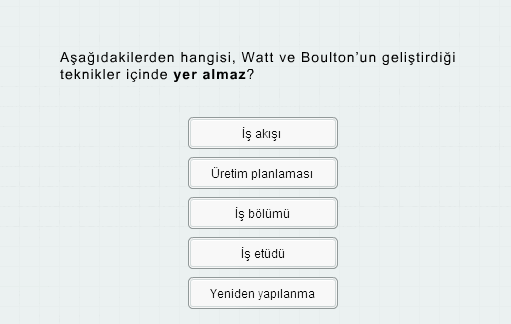 Aşağıdakilerden hangisi, Watt ve Boulton'un geliştirdiği
teknikler içinde yer almaz?
İş akışı
Üretim planlaması
İş bölümü
İş etüdü
Yeniden yapılanma